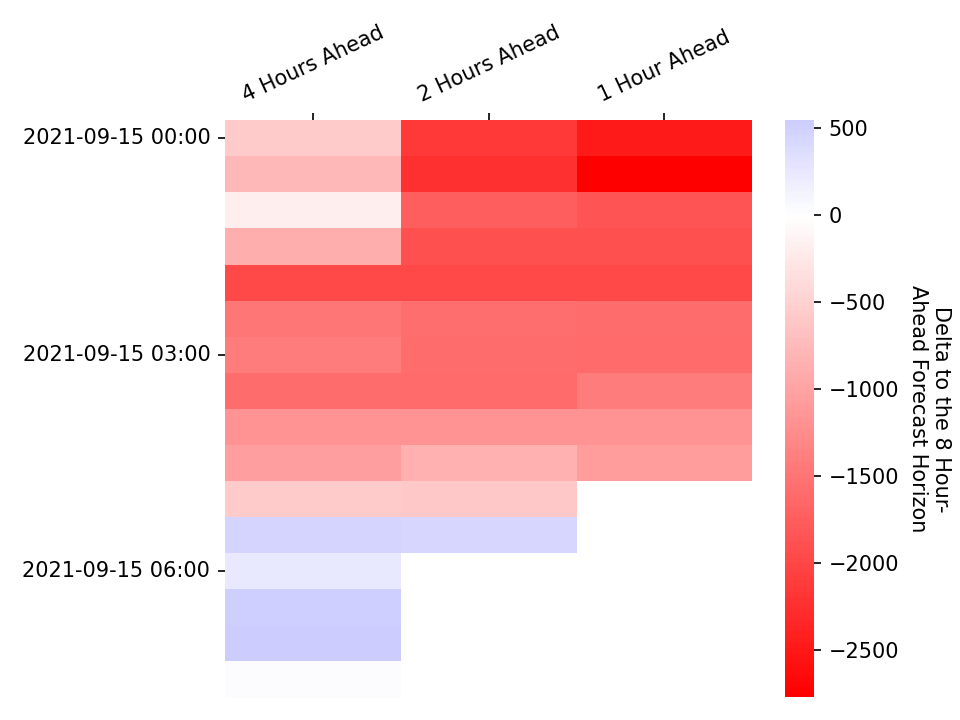 4 Hours Ahead
2 Hours Ahead
1 Hour Ahead
2021-09-15 00:00
2021-09-15 03:00
2021-09-15 06:00
500
0
−500
−1000
−1500
−2000
−2500
Delta to the 8 Hour-
Ahead Forecast Horizon